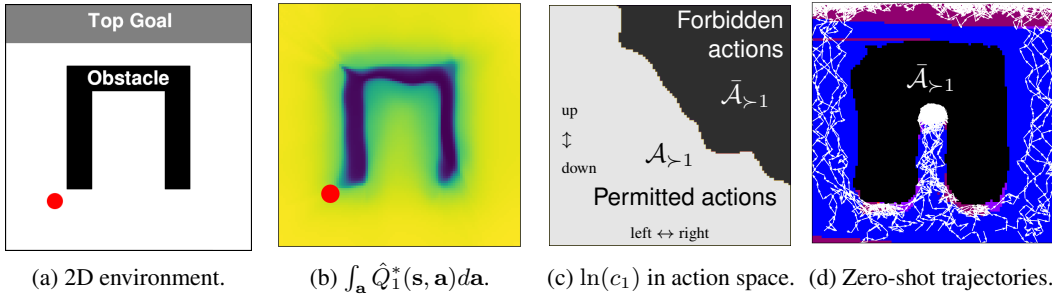 Top Goal
Obstacle
(a) 2D environment.
(b) ∫ₐ Q̂₁*(s, a)da.
Forbidden
actions
𝒜̄≻1
up
↕
down
𝒜≻1
Permitted actions
left ↔ right
(c) ln(c₁) in action space.
𝒜̄≻1
(d) Zero-shot trajectories.